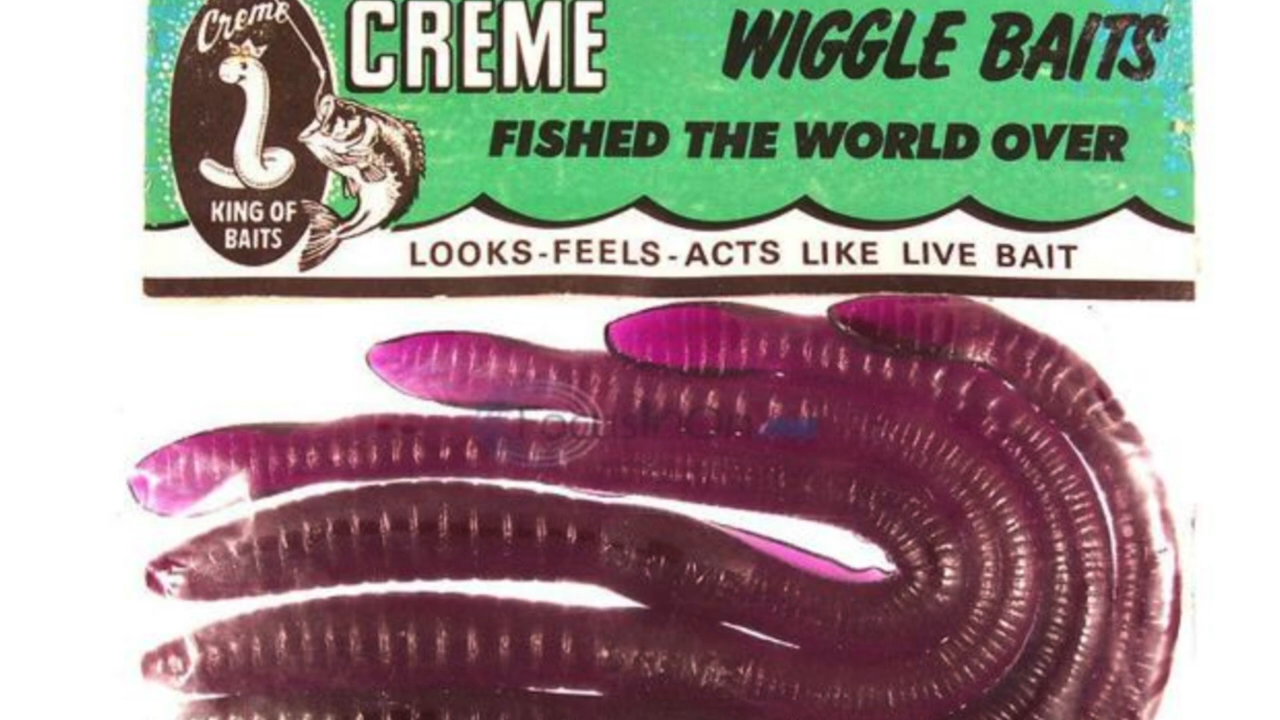 Creme
CREME
WIGGLE BAITS
FISHED THE WORLD OVER
KING OF
BAITS
LOOKS-FEELS-ACTS LIKE LIVE BAIT